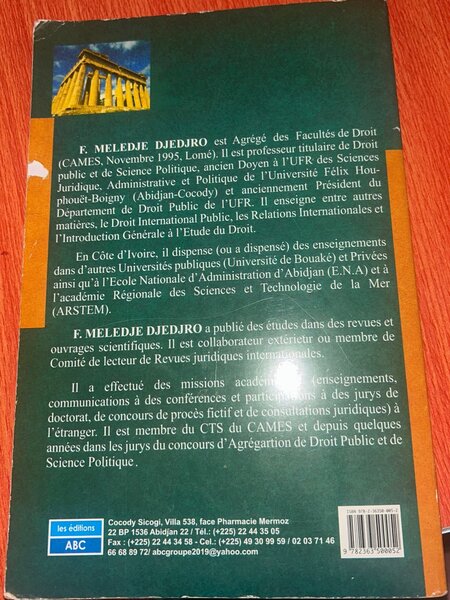 F. MELEDJE DJEDJRO est Agrégé des Facultés de Droit
(CAMES, Novembre 1995, Lomé). Il est professeur titulaire de Droit
public et de Science Politique, ancien Doyen à l'UFR des Sciences
Juridique, Administrative et Politique de l'Université Félix Hou-
phouët-Boigny (Abidjan-Cocody) et anciennement Président du
Département de Droit Public de l'UFR. Il enseigne entre autres
matières, le Droit International Public, les Relations Internationales et
l'Introduction Générale à l'Etude du Droit.
En Côte d'Ivoire, il dispense (ou a dispensé) des enseignements
dans d'autres Universités publiques (Université de Bouaké) et Privées
ainsi qu'à l'Ecole Nationale d'Administration d'Abidjan (E.N.A) et à
l'académie Régionale des Sciences et Technologie de la Mer
(ARSTEM).
F. MELEDJE DJEDJRO a publié des études dans des revues et
ouvrages scientifiques. Il est collaborateur extérieur ou membre de
Comité de lecteur de Revues juridiques internationales.
Il a effectué des missions (enseignements,
communications à des conférences et participations à des jurys de
doctorat, de concours de procès fictif et de consultations juridiques) à
l'étranger. Il est membre du CTS du CAMES et depuis quelques
années dans les jurys du concours d'Agrégartion de Droit Public et de
Science Politique.
les éditions
ABC
Cocody Sicogi, Villa 538, face Pharmacie Mermoz
22 BP 1536 Abidjan 22 / Tél.: (+225) 22 44 35 05
Fax : (+225) 22 44 34 58 - Cel.: (+225) 49 30 99 59 / 02 03 71 46
66 68 89 72/ abcgroupe2019@yahoo.com
ISBN 978-2-36350-005-2
9 782363 500052